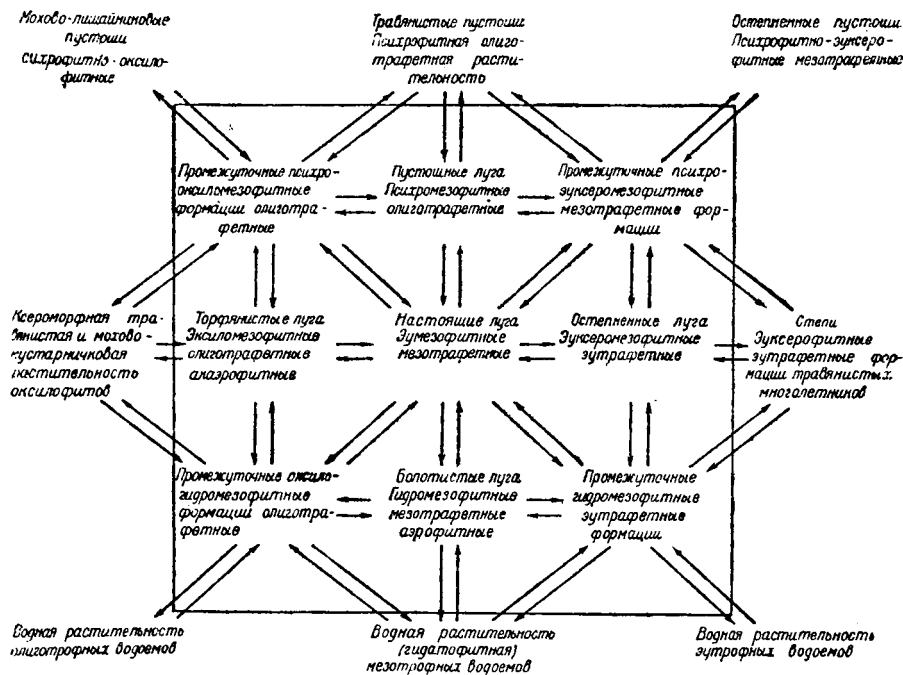 Мохово-лишайниковые
пустоши
сихрофитно-оксило-
фитные
Травянистые пустоши
Психрофитная олиго-
трафетная расти-
тельность
Остепненные пустоши
Психрофитно-эуксеро-
фитные мезотрафетные
Промежуточные психро-
оксиломезофитные
формации олиготра-
фетные
Пустошные луга
Психромезофитные
олиготрафетные
Промежуточные психро-
эуксеромезофитные
мезотрафетные фор-
мации
Ксероморфная тра-
вянистая и мохово-
кустарничковая
растительность
оксилофитов
Торфянистые луга
Эксиломезофитные
олиготрафетные
анаэрофитные
Настоящие луга
Эумезофитные
мезотрафетные
Остепненные луга
Эуксеромезофитные
эутрафетные
Степи
Эуксерофитные
эутрафетные фор-
мации травянистых
многолетников
Промежуточные оксило-
гидромезофитные
формации олиготра-
фетные
Болотистые луга
Гидромезофитные
мезотрафетные
аэрофитные
Промежуточные
гидромезофитные
эутрафетные
формации
Водная растительность
олиготрофных водоемов
Водная растительность
(гидатофитная)
мезотрофных водоемов
Водная растительность
эутрофных водоемов